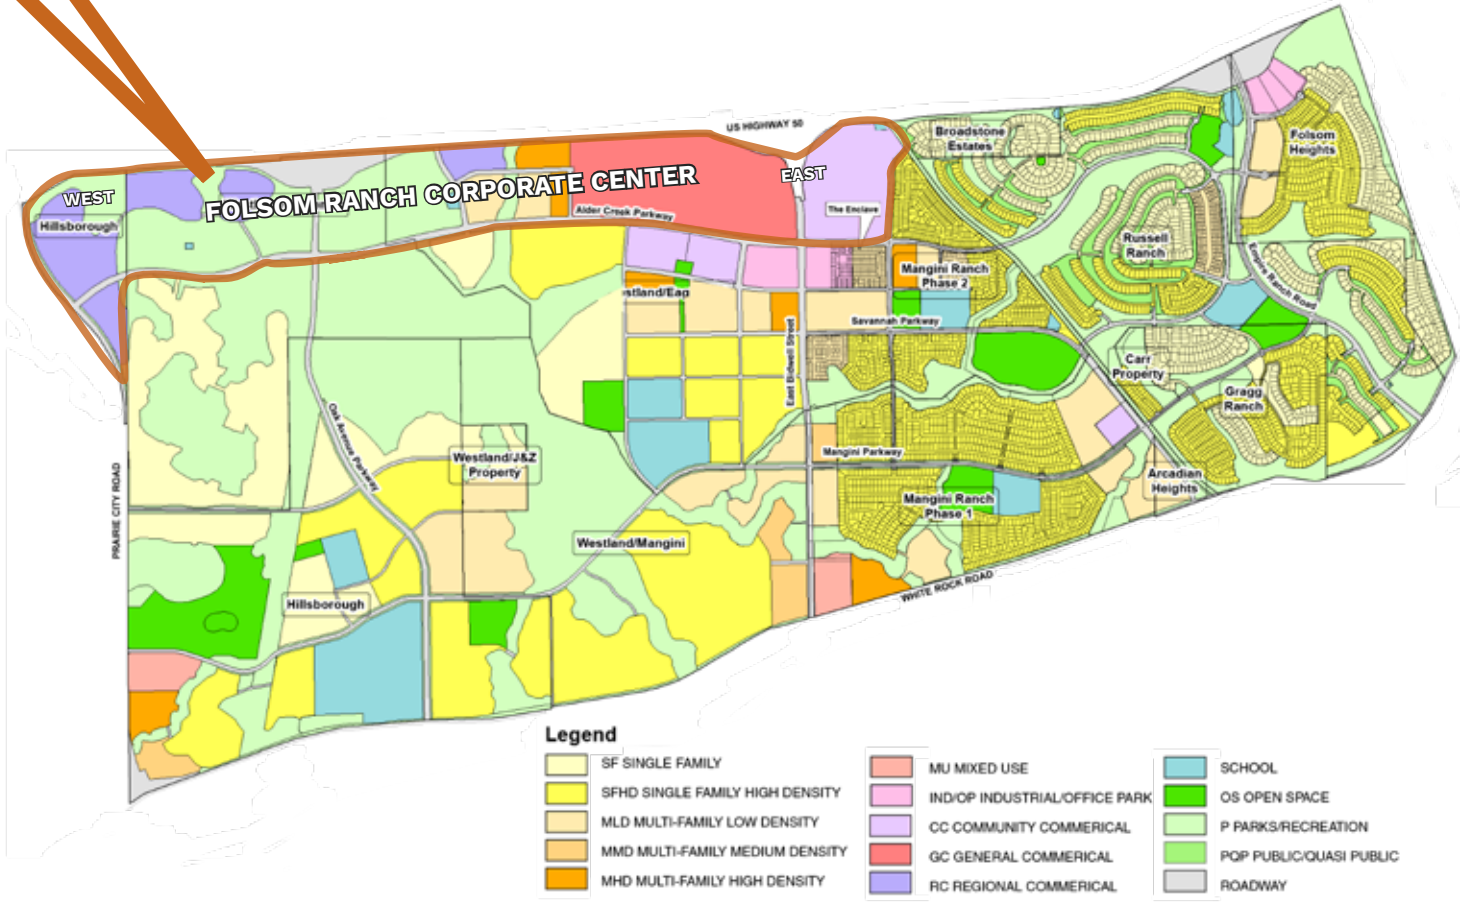 US HIGHWAY 50
Broadstone
Estates
Folsom
Heights
WEST
FOLSOM RANCH CORPORATE CENTER
EAST
Hillsborough
Alder Creek Parkway
The Enclave
Russell
Ranch
Mangini Ranch
Phase 2
Empire Ranch Road
stland/Eag
Savannah Parkway
East Bidwell Street
Carr
Property
Gragg
Ranch
Oak Avenue Parkway
Westland/J&Z
Property
Mangini Parkway
PRAIRIE CITY ROAD
Arcadian
Heights
Mangini Ranch
Phase 1
Westland/Mangini
WHITE ROCK ROAD
Hillsborough
Legend
SF SINGLE FAMILY
SFHD SINGLE FAMILY HIGH DENSITY
MLD MULTI-FAMILY LOW DENSITY
MMD MULTI-FAMILY MEDIUM DENSITY
MHD MULTI-FAMILY HIGH DENSITY
MU MIXED USE
IND/OP INDUSTRIAL/OFFICE PARK
CC COMMUNITY COMMERICAL
GC GENERAL COMMERICAL
RC REGIONAL COMMERICAL
SCHOOL
OS OPEN SPACE
P PARKS/RECREATION
PQP PUBLIC/QUASI PUBLIC
ROADWAY